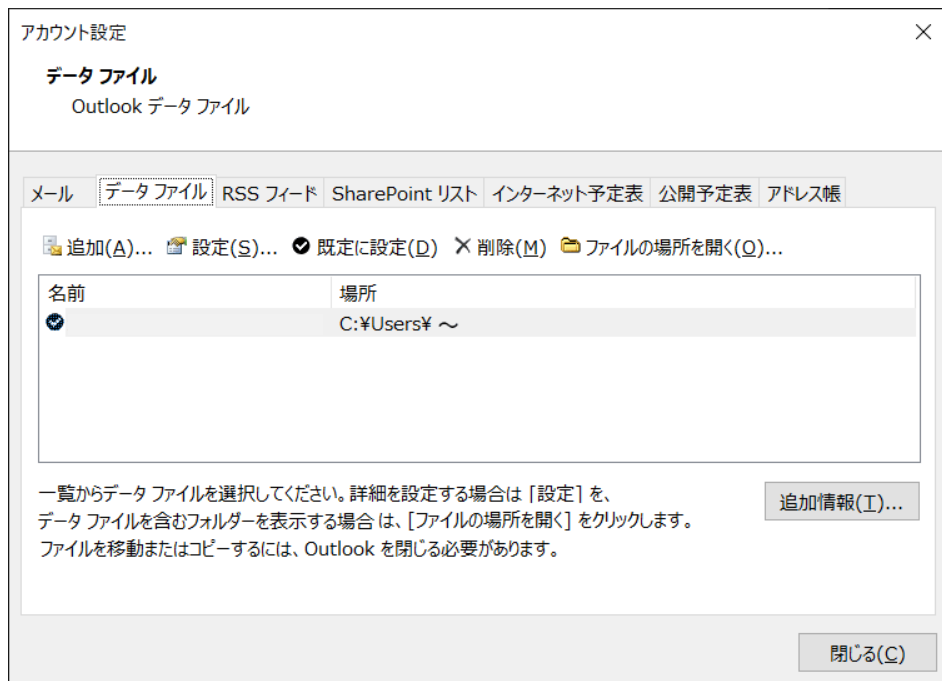 アカウント設定
データ ファイル
Outlook データ ファイル
メール データ ファイル RSS フィード SharePoint リスト インターネット予定表 公開予定表 アドレス帳
追加(A)... 設定(S)... 既定に設定(D) 削除(M) ファイルの場所を開く(O)...
名前 場所
C:¥Users¥ ～
一覧からデータ ファイルを選択してください。詳細を設定する場合は [設定] を、
データ ファイルを含むフォルダーを表示する場合は、[ファイルの場所を開く] をクリックします。
ファイルを移動またはコピーするには、Outlook を閉じる必要があります。
追加情報(T)...
閉じる(C)